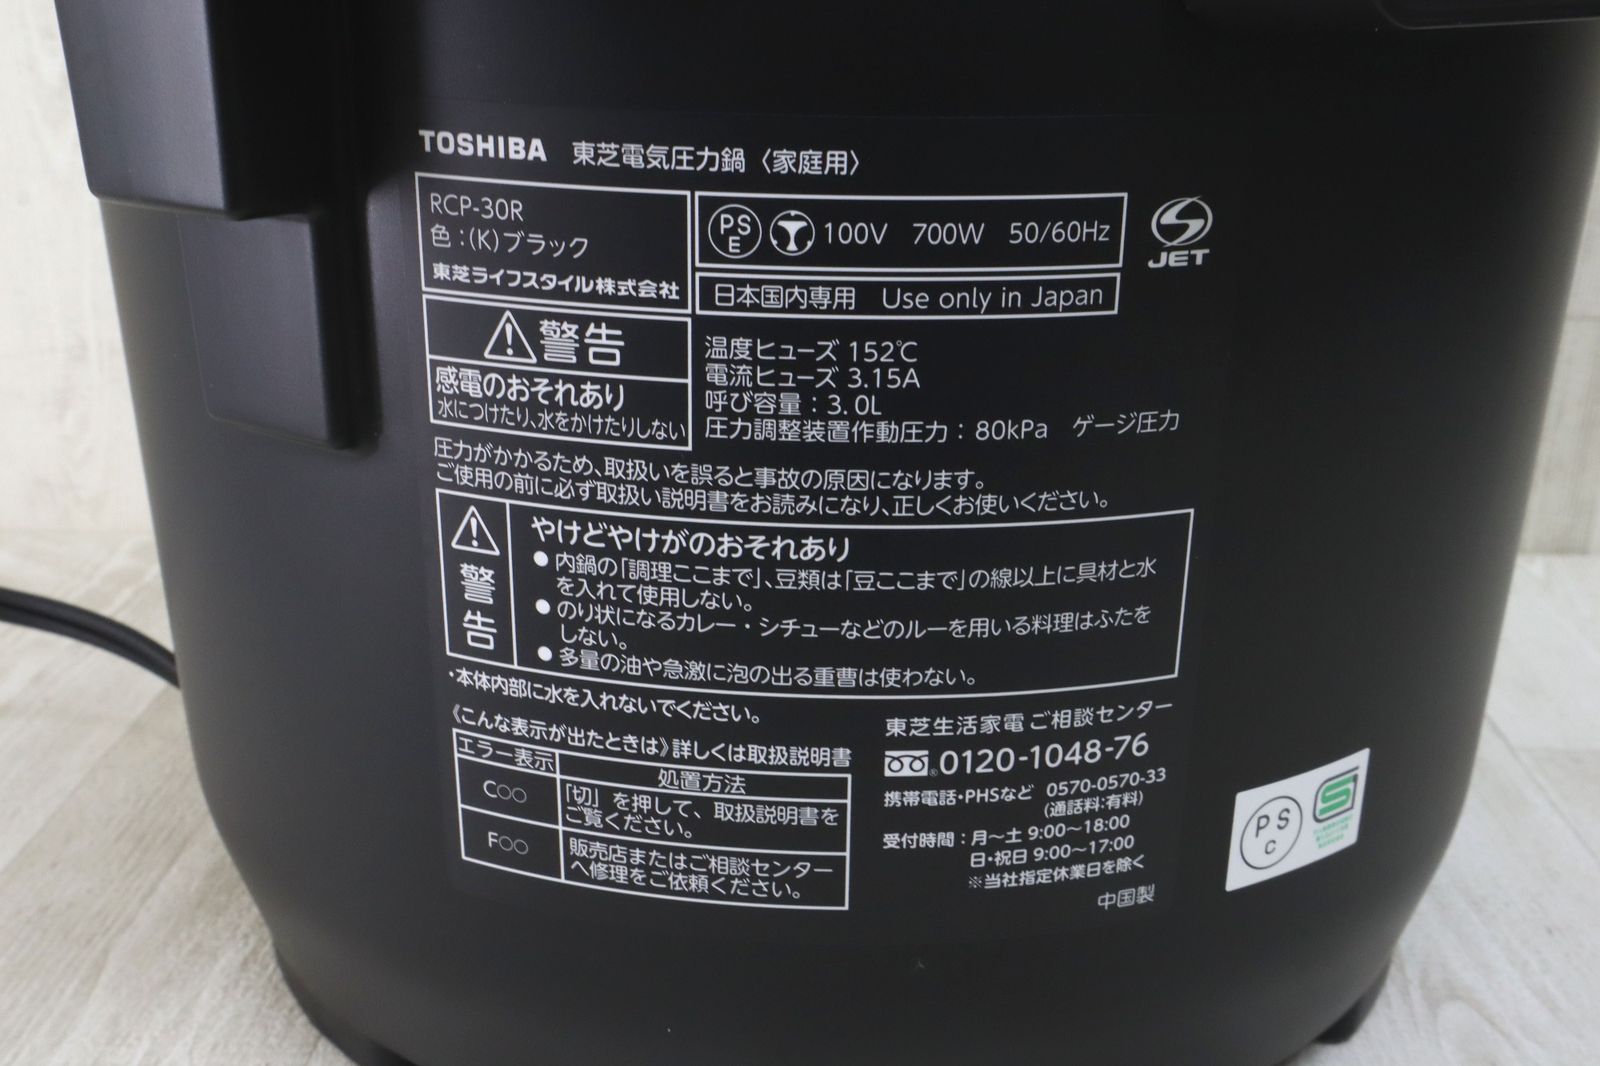 TOSHIBA 東芝電気圧力鍋〈家庭用〉
RCP-30R
色:(K)ブラック
東芝ライフスタイル株式会社
PS E 100V 700W 50/60Hz
JET
日本国内専用 Use only in Japan
警告
感電のおそれあり
水につけたり、水をかけたりしない
温度ヒューズ 152℃
電流ヒューズ 3.15A
呼び容量:3.0L
圧力調整装置作動圧力:80kPa ゲージ圧力
圧力がかかるため、取扱いを誤ると事故の原因になります。
ご使用の前に必ず取扱い説明書をお読みになり、正しくお使いください。
警告
やけどやけがのおそれあり
● 内鍋の「調理ここまで」、豆類は「豆ここまで」の線以上に具材と水
を入れて使用しない。
● のり状になるカレー・シチューなどのルーを用いる料理はふたを
しない。
● 多量の油や急激に泡の出る重曹は使わない。
・本体内部に水を入れないでください。
《こんな表示が出たときは》詳しくは取扱説明書
エラー表示 処置方法
C○○ 「切」を押して、取扱説明書を
ご覧ください。
F○○ 販売店またはご相談センター
へ修理をご依頼ください。
東芝生活家電 ご相談センター
0120-1048-76
携帯電話・PHSなど 0570-0570-33
(通話料:有料)
受付時間:月〜土 9:00〜18:00
日・祝日 9:00〜17:00
※当社指定休業日を除く
中国製
PS C